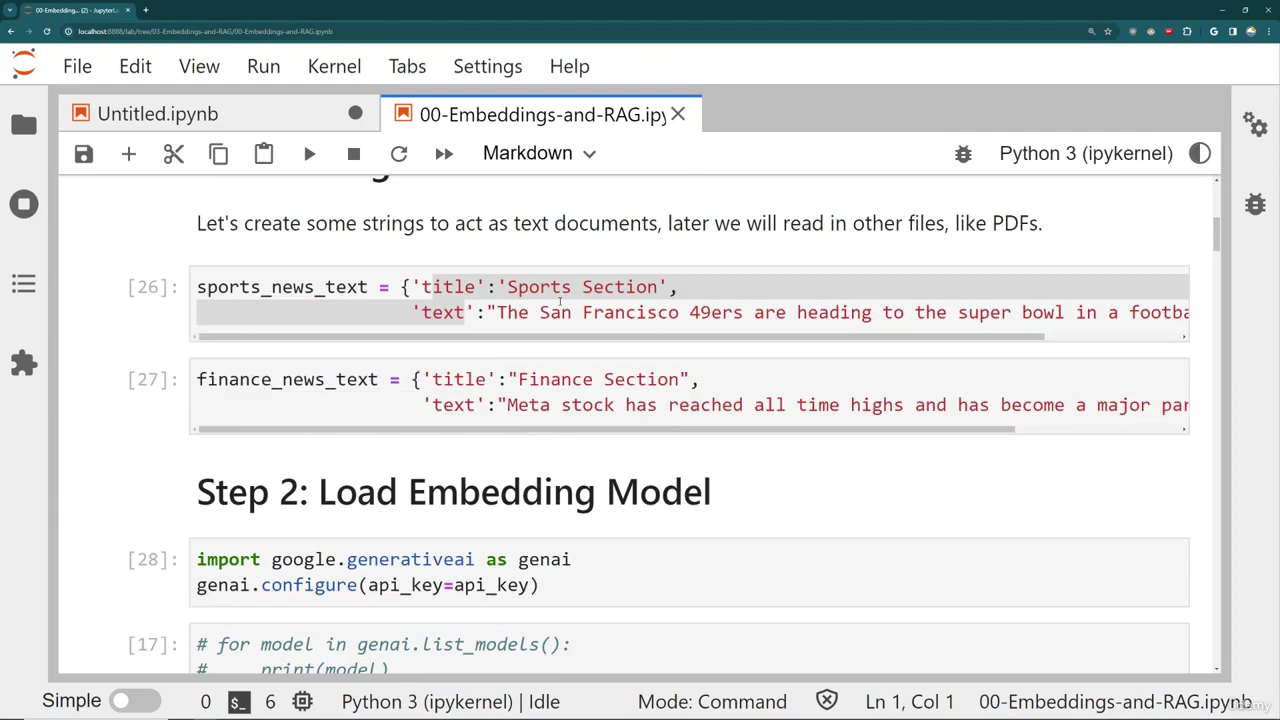 00-Embedding... (2) - JupyterL
localhost:8888/lab/tree/03-Embeddings-and-RAG/00-Embeddings-and-RAG.ipynb
File Edit View Run Kernel Tabs Settings Help
Untitled.ipynb
00-Embeddings-and-RAG.ipy
Markdown
Python 3 (ipykernel)
Let's create some strings to act as text documents, later we will read in other files, like PDFs.
[26]: sports_news_text = {'title':'Sports Section',
'text':"The San Francisco 49ers are heading to the super bowl in a footba
[27]: finance_news_text = {'title':"Finance Section",
'text':"Meta stock has reached all time highs and has become a major par
Step 2: Load Embedding Model
[28]: import google.generativeai as genai
genai.configure(api_key=api_key)
[17]: # for model in genai.list_models():
# print(model)
Simple 0 $_ 6 Python 3 (ipykernel) | Idle Mode: Command Ln 1, Col 1 00-Embeddings-and-RAG.ipynb
Udemy